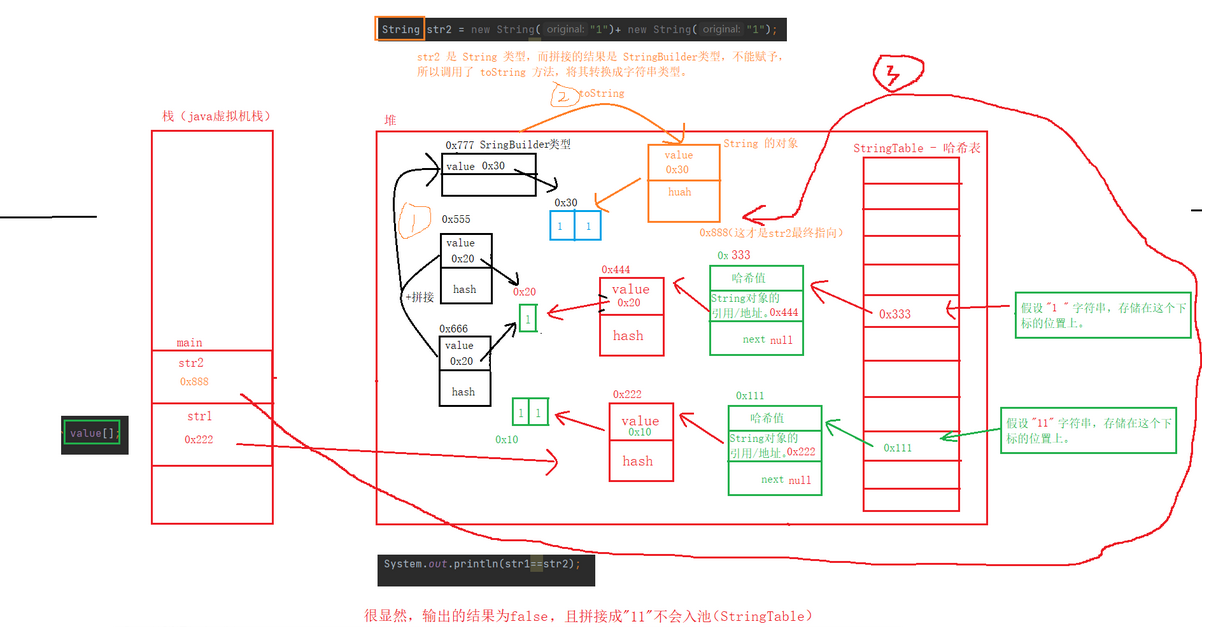 String str2 = new String( original: "1")+ new String( original: "1");
str2 是 String 类型，而拼接的结果是 StringBuilder类型，不能赋予，
所以调用了 toString 方法，将其转换成字符串类型。
3
2
toString
栈（java虚拟机栈）
堆
0x777 SringBuilder类型
String 的对象
StringTable - 哈希表
value 0x30
value
0x30
huah
0x30
1 1
1
0x555
0x888(这才是str2最终指向)
value
0x20
hash
+拼接
0x20
1
0x444
value
0x20
hash
0x333
哈希值
String对象的
引用/地址。0x444
next null
0x333
假设"1 "字符串，存储在这个下
标的位置上。
0x666
value
0x20
hash
main
str2
0x888
str1
0x222
value[];
1 1
0x10
0x222
value
0x10
hash
0x111
哈希值
String对象的
引用/地址。0x222
next null
0x111
假设"11"字符串，存储在这个下
标的位置上。
System.out.println(str1==str2);
很显然，输出的结果为false，且拼接成"11"不会入池(StringTable)